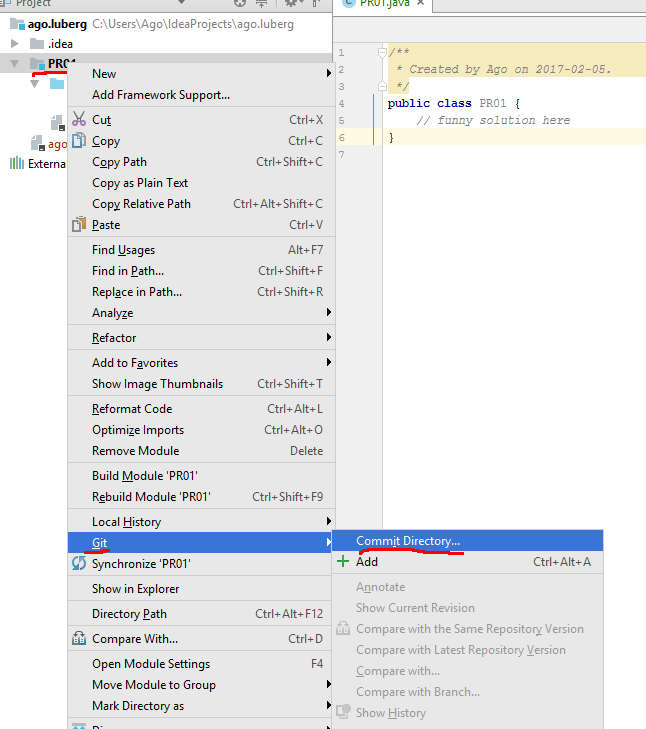 Project
PR01.java
ago.luberg C:\Users\Ago\IdeaProjects\ago.luberg
.idea
PR01
ago
Externa
1 /**
2 * Created by Ago on 2017-02-05.
3 */
4 public class PR01 {
5 // funny solution here
6 }
7
New
Add Framework Support...
Cut Ctrl+X
Copy Ctrl+C
Copy Path Ctrl+Shift+C
Copy as Plain Text
Copy Relative Path Ctrl+Alt+Shift+C
Paste Ctrl+V
Find Usages Alt+F7
Find in Path... Ctrl+Shift+F
Replace in Path... Ctrl+Shift+R
Analyze
Refactor
Add to Favorites
Show Image Thumbnails Ctrl+Shift+T
Reformat Code Ctrl+Alt+L
Optimize Imports Ctrl+Alt+O
Remove Module Delete
Build Module 'PR01'
Rebuild Module 'PR01' Ctrl+Shift+F9
Local History
Git
Synchronize 'PR01'
Show in Explorer
Directory Path Ctrl+Alt+F12
Compare With... Ctrl+D
Open Module Settings F4
Move Module to Group
Mark Directory as
Commit Directory...
Add Ctrl+Alt+A
Annotate
Show Current Revision
Compare with the Same Repository Version
Compare with Latest Repository Version
Compare with...
Compare with Branch...
Show History